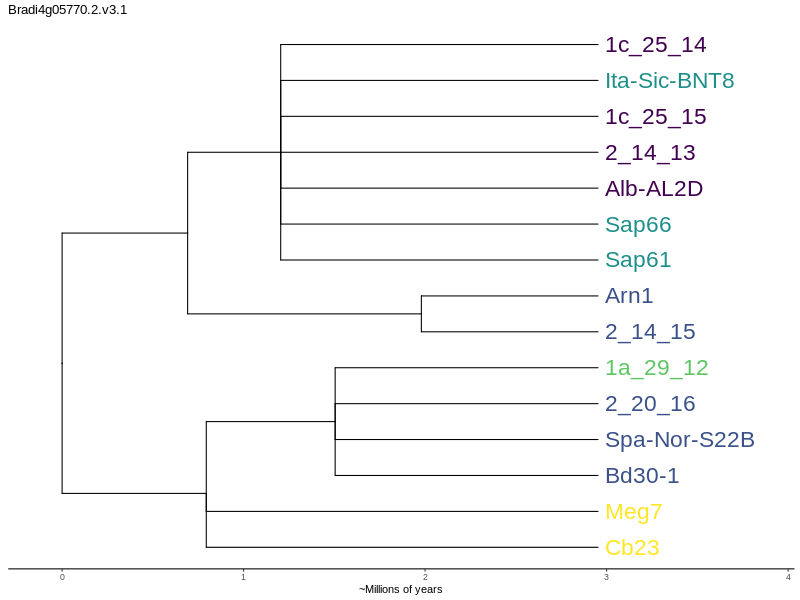 Bradi4g05770.2.v3.1
1c_25_14
Ita-Sic-BNT8
1c_25_15
2_14_13
Alb-AL2D
Sap66
Sap61
Arn1
2_14_15
1a_29_12
2_20_16
Spa-Nor-S22B
Bd30-1
Meg7
Cb23
0 1 2 3 4
~Millions of years